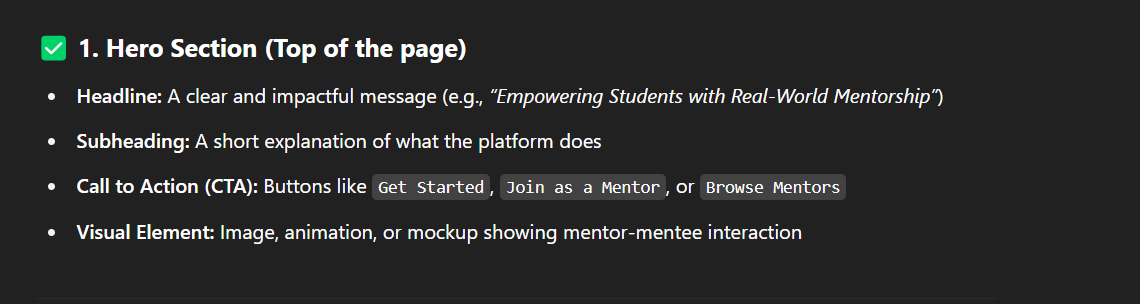 ✅ 1. Hero Section (Top of the page)
• Headline: A clear and impactful message (e.g., “Empowering Students with Real-World Mentorship”)
• Subheading: A short explanation of what the platform does
• Call to Action (CTA): Buttons like Get Started, Join as a Mentor, or Browse Mentors
• Visual Element: Image, animation, or mockup showing mentor-mentee interaction